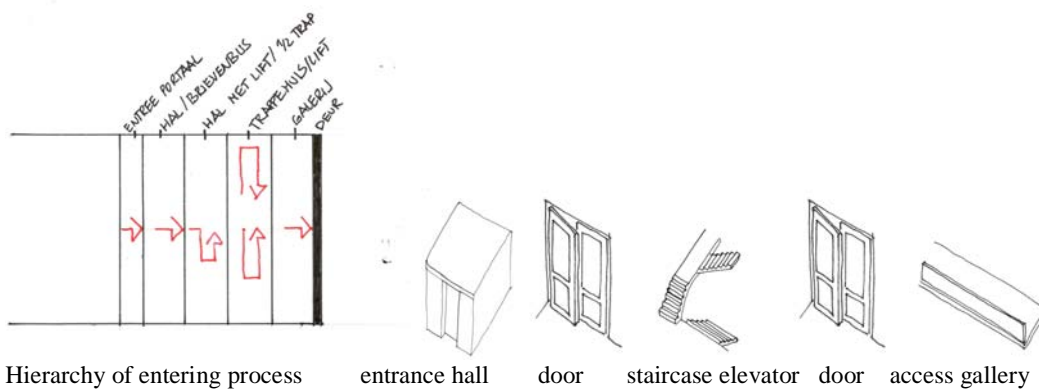 ENTREE PORTAAL
HAL/BRIEVENBUS
HAL MET LIFT/ 1/2 TRAP
TRAPPENHUIS/LIFT
GALERIJ
DEUR
Hierarchy of entering process entrance hall door staircase elevator door access gallery